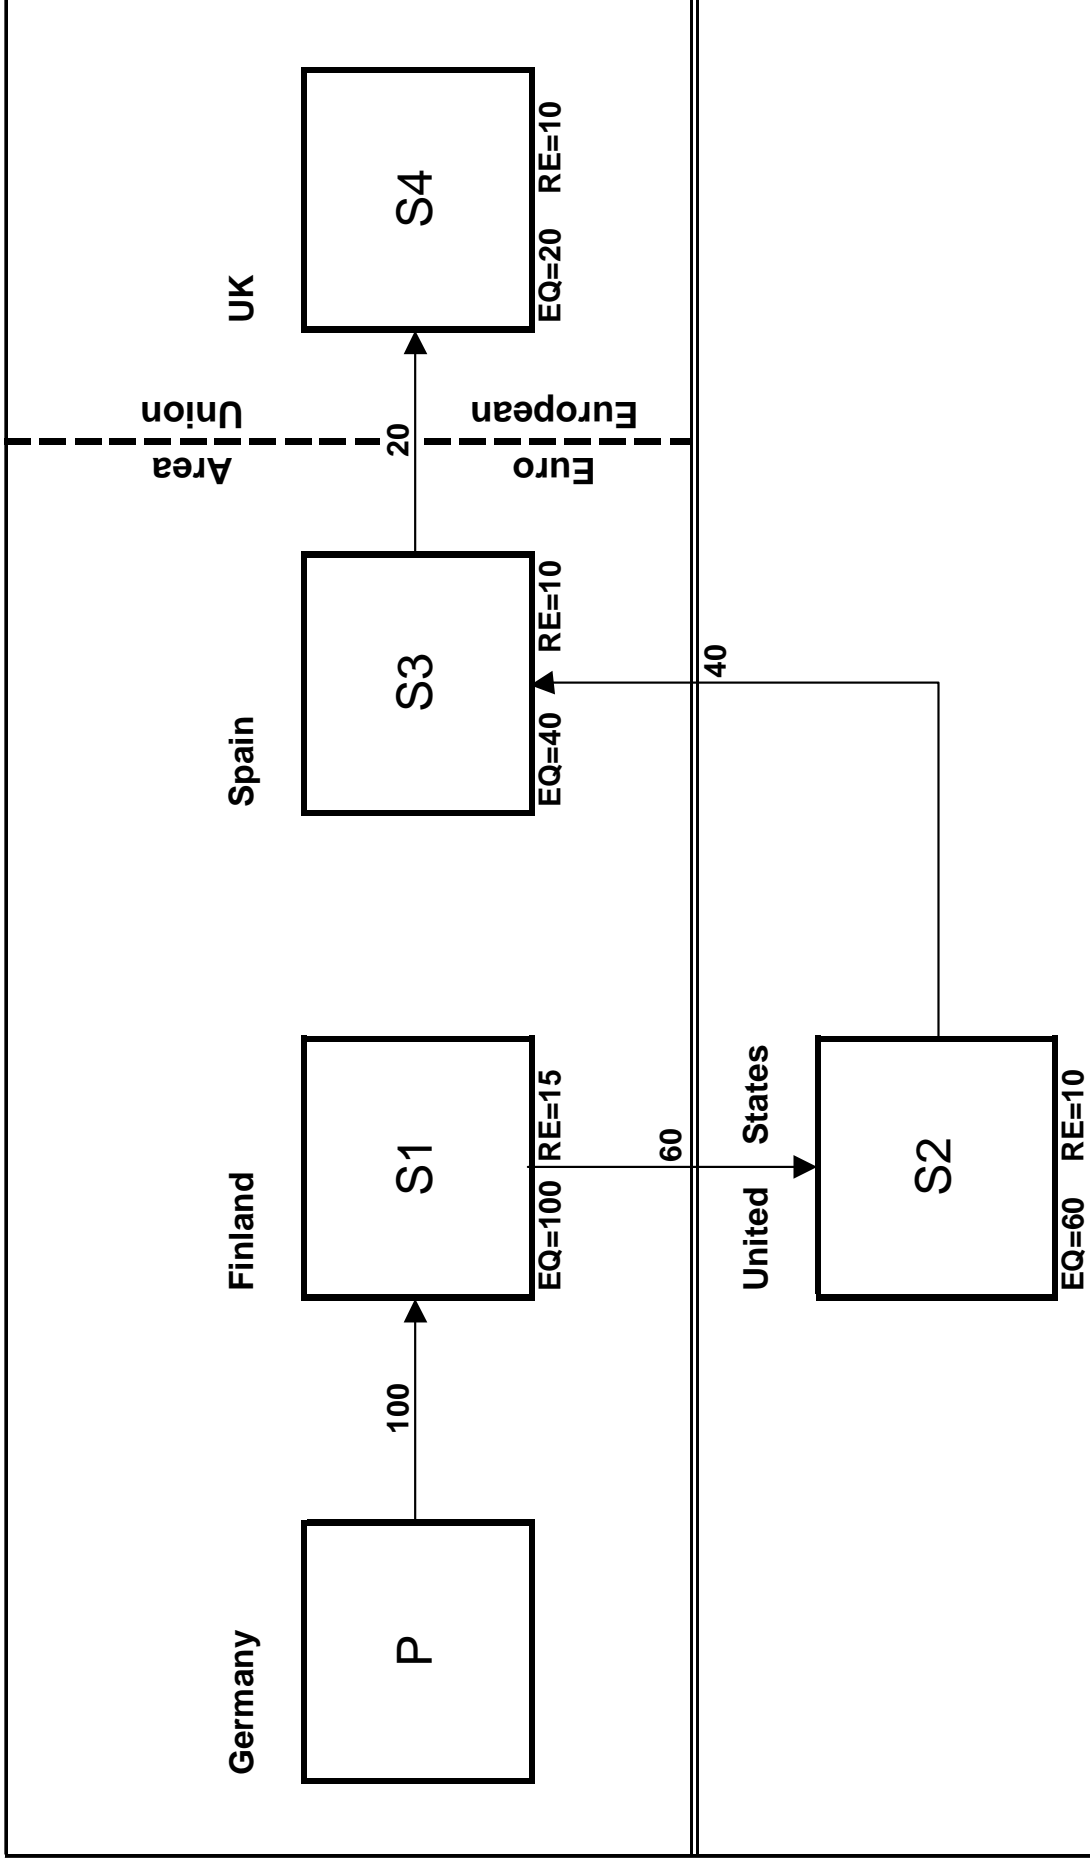 Germany
Finland
Spain
UK
P
100
S1
EQ=100 RE=15
S3
EQ=40 RE=10
20
S4
EQ=20 RE=10
Euro Area
European Union
60
40
United States
S2
EQ=60 RE=10